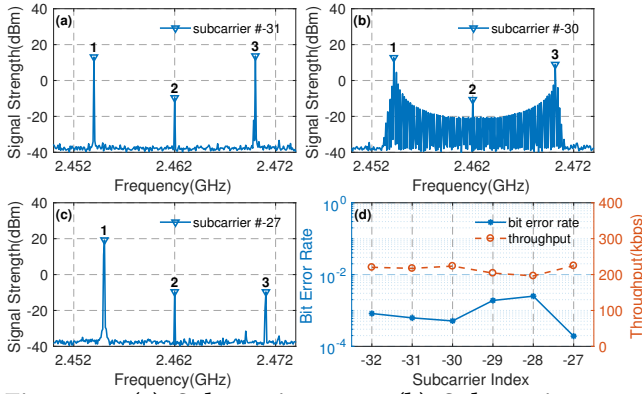 (a)
subcarrier #-31
1
2
3
40
20
0
-20
-40
2.452
2.462
2.472
Signal Strength(dBm)
Frequency(GHz)
(b)
subcarrier #-30
1
2
3
40
20
0
-20
-40
2.452
2.462
2.472
Signal Strength(dBm)
Frequency(GHz)
(c)
subcarrier #-27
1
2
3
40
20
0
-20
-40
2.452
2.462
2.472
Signal Strength(dBm)
Frequency(GHz)
(d)
bit error rate
throughput
10^0
10^-2
10^-4
Bit Error Rate
400
300
200
100
0
Throughput(kbps)
-32
-31
-30
-29
-28
-27
Subcarrier Index